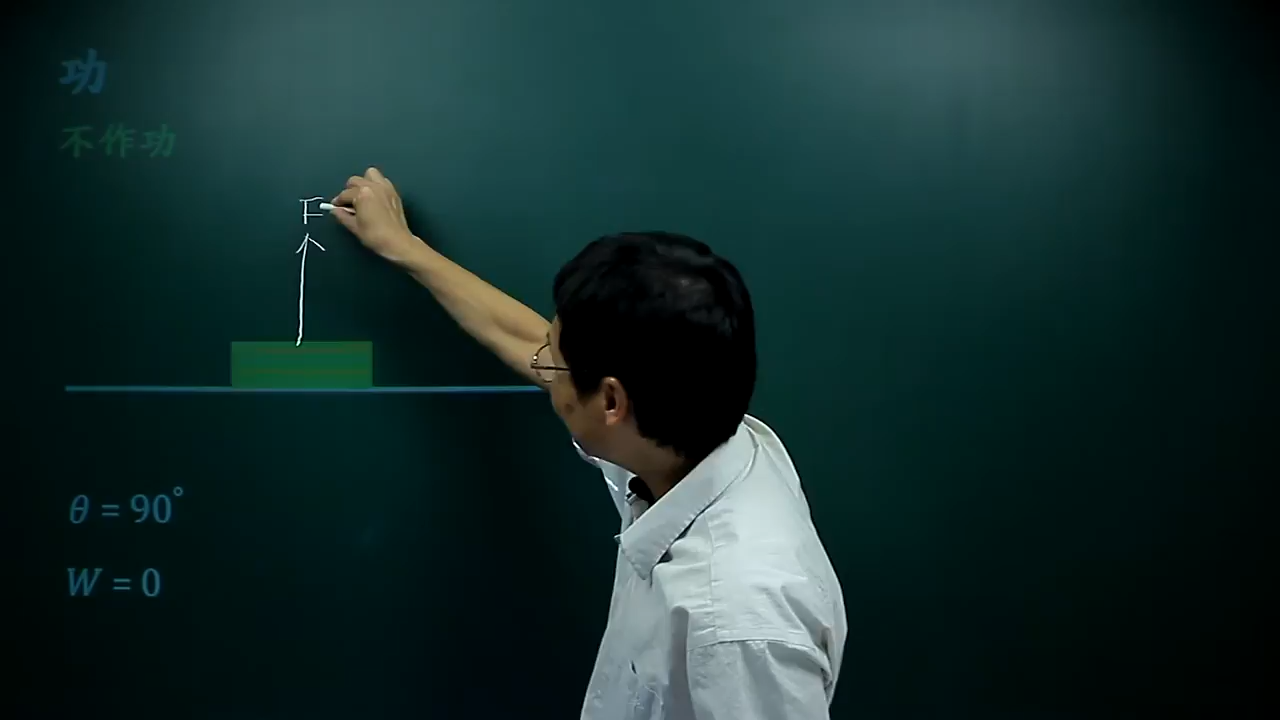 功
不作功
F
θ = 90°
W = 0